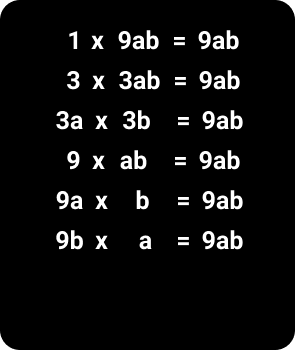 1 x 9ab = 9ab
3 x 3ab = 9ab
3a x 3b = 9ab
9 x ab = 9ab
9a x b = 9ab
9b x a = 9ab